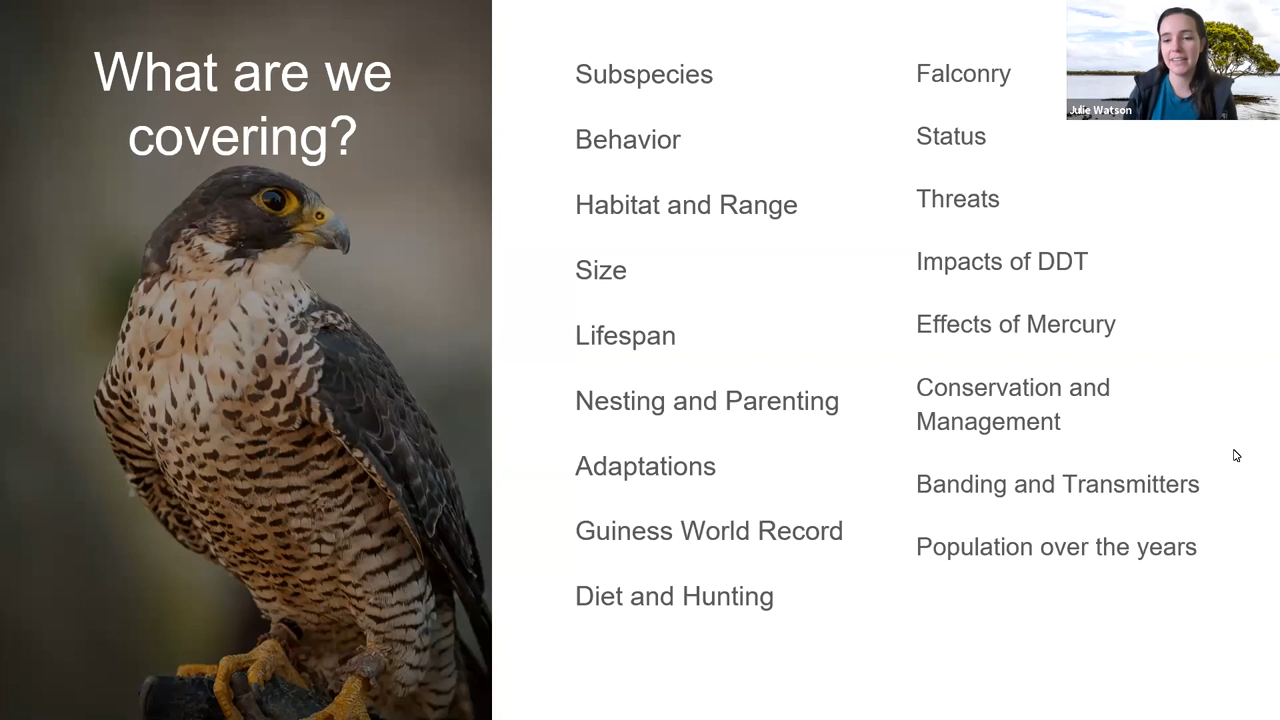 What are we
covering?
Subspecies
Behavior
Habitat and Range
Size
Lifespan
Nesting and Parenting
Adaptations
Guiness World Record
Diet and Hunting
Falconry
Status
Threats
Impacts of DDT
Effects of Mercury
Conservation and
Management
Banding and Transmitters
Population over the years
Julie Watson